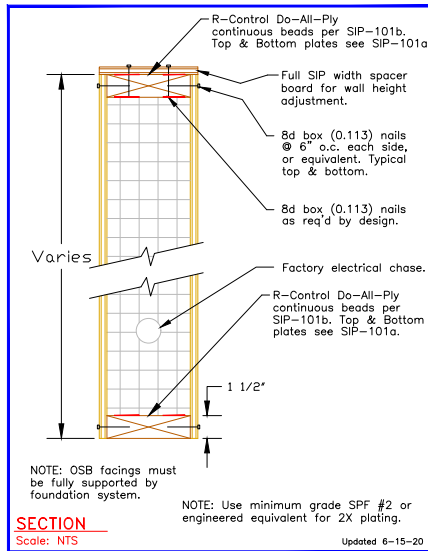 R-Control Do-All-Ply
continuous beads per SIP-101b.
Top & Bottom plates see SIP-101a
Full SIP width spacer
board for wall height
adjustment.
8d box (0.113) nails
@ 6" o.c. each side,
or equivalent. Typical
top & bottom.
8d box (0.113) nails
as req'd by design.
Varies
Factory electrical chase.
R-Control Do-All-Ply
continuous beads per
SIP-101b. Top & Bottom
plates see SIP-101a.
1 1/2"
NOTE: OSB facings must
be fully supported by
foundation system.
NOTE: Use minimum grade SPF #2 or
engineered equivalent for 2X plating.
SECTION
Scale: NTS
Updated 6-15-20